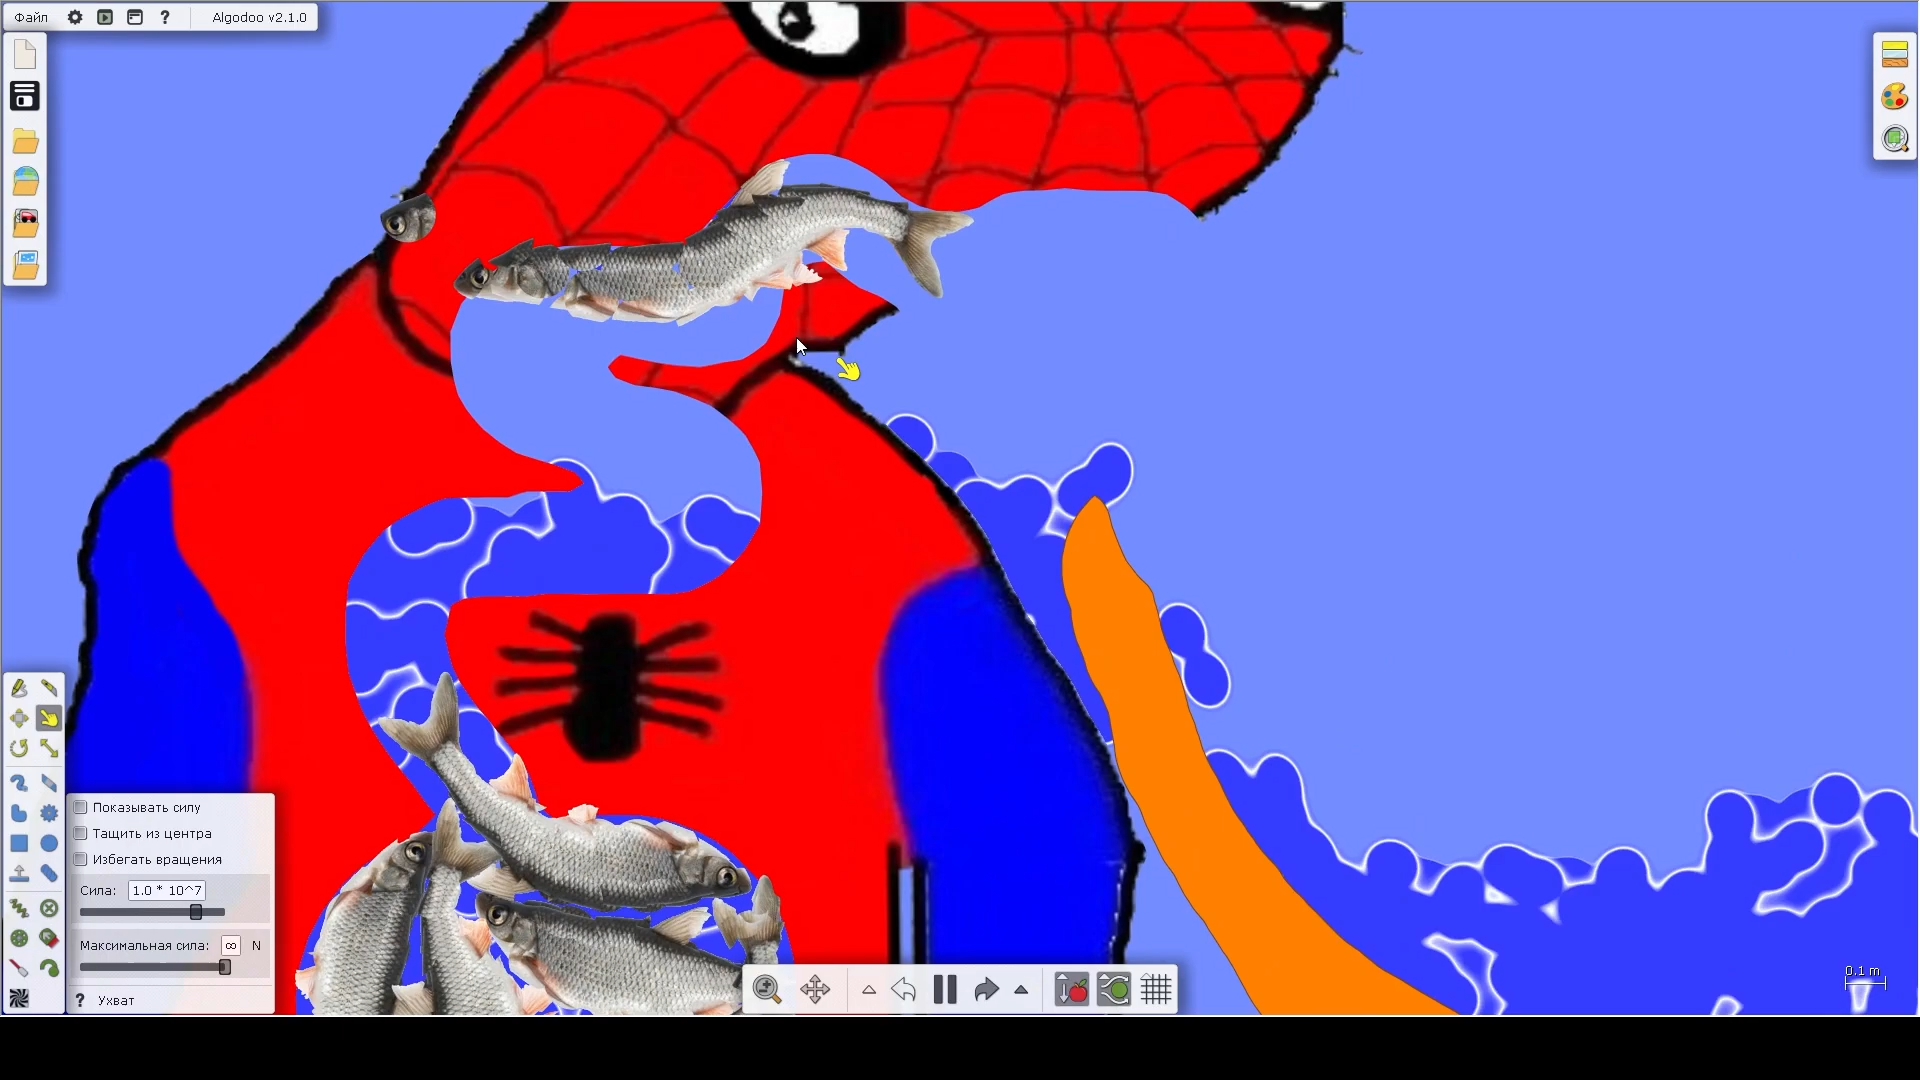 Файл ? Algodoo v2.1.0
Показывать силу
Тащить из центра
Избегать вращения
Сила: 1.0 * 10^7
Максимальная сила: ∞ N
? Ухват
0.1 m